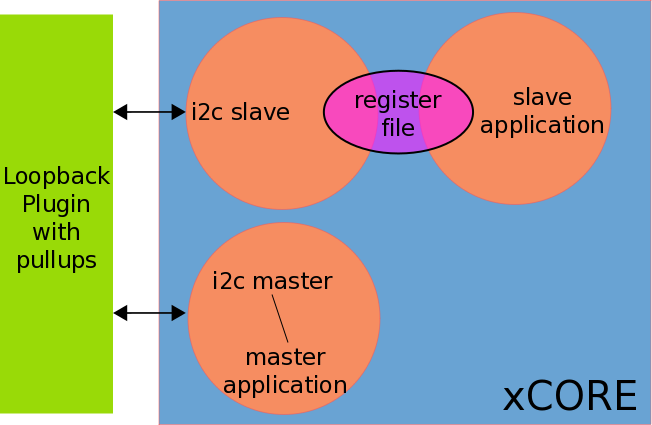 Loopback
Plugin
with
pullups
i2c slave
register
file
slave
application
i2c master
master
application
xCORE